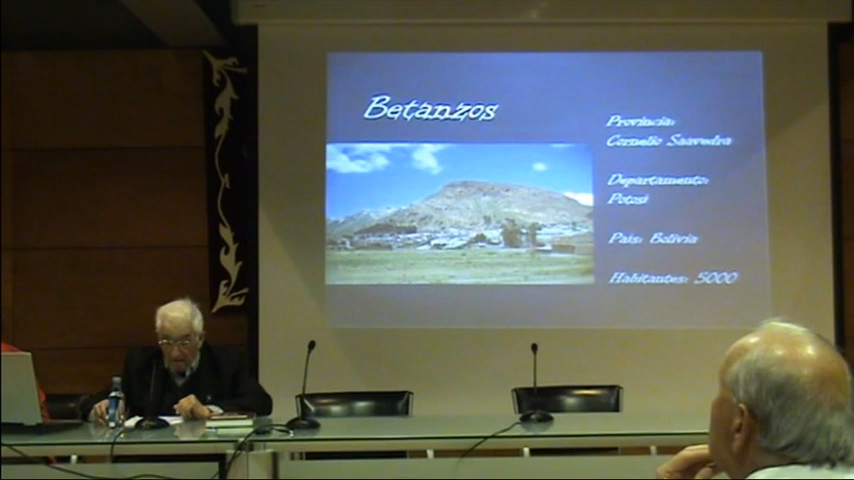 Betanzos
Provincia:
Cornelio Saavedra
Departamento:
Potosí
País: Bolivia
Habitantes: 5000